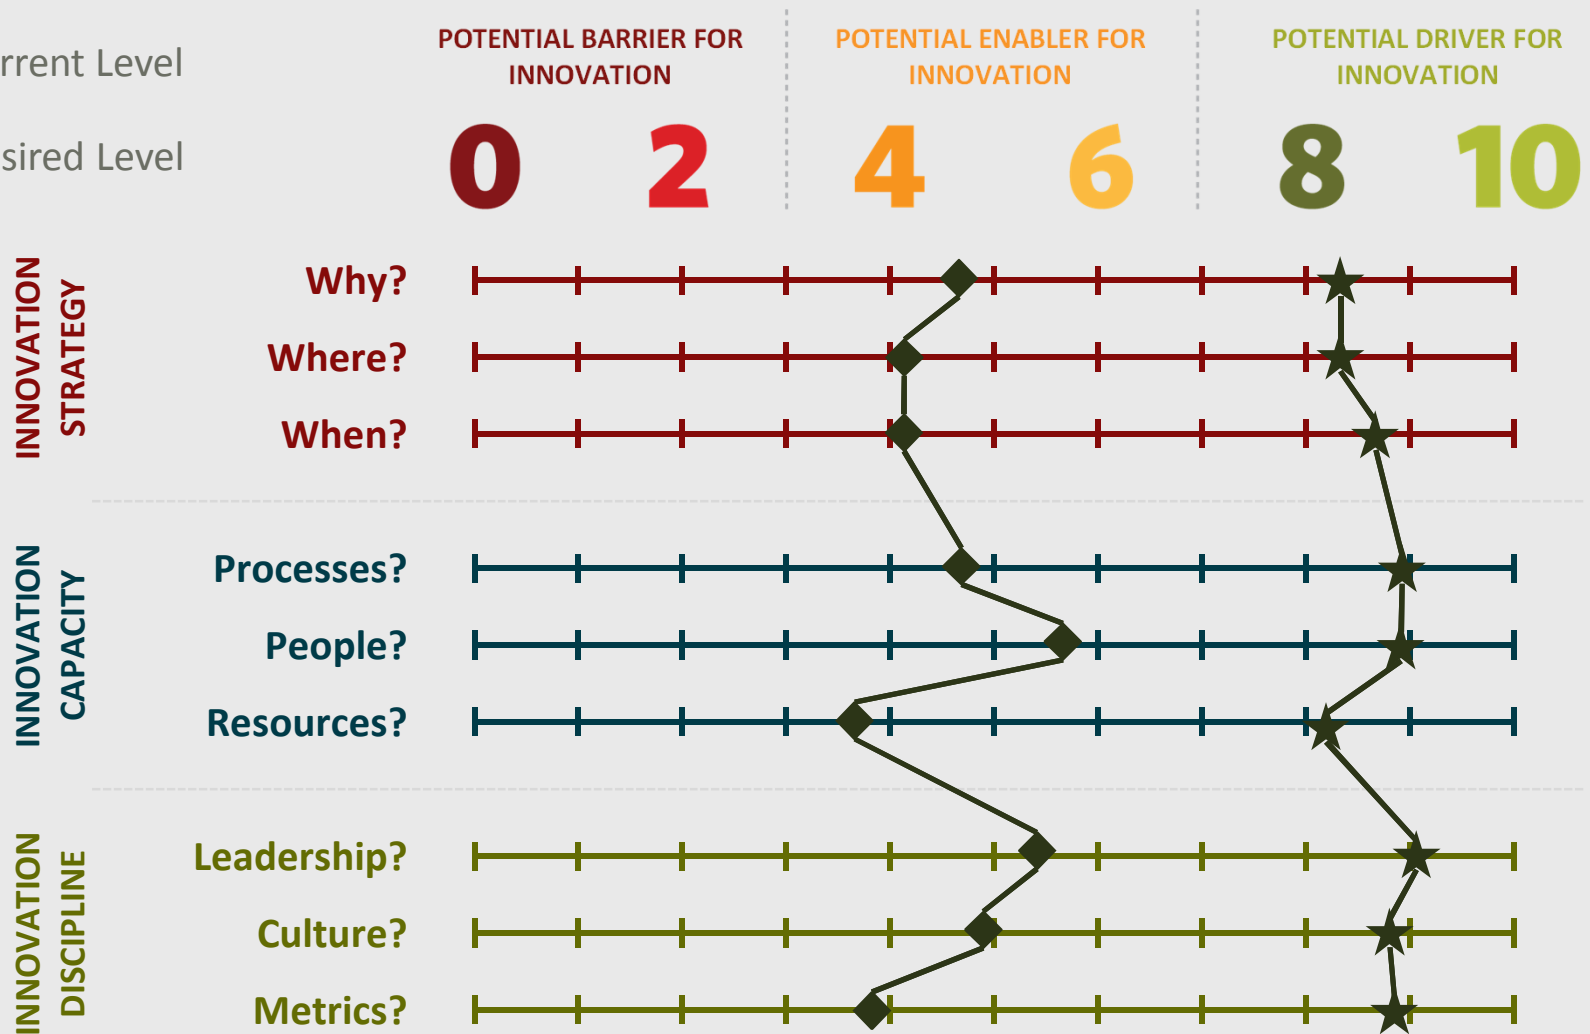 POTENTIAL BARRIER FOR
INNOVATION
POTENTIAL ENABLER FOR
INNOVATION
POTENTIAL DRIVER FOR
INNOVATION
rrent Level
sired Level
0 2 4 6 8 10
INNOVATION
STRATEGY
Why?
Where?
When?
INNOVATION
CAPACITY
Processes?
People?
Resources?
INNOVATION
DISCIPLINE
Leadership?
Culture?
Metrics?